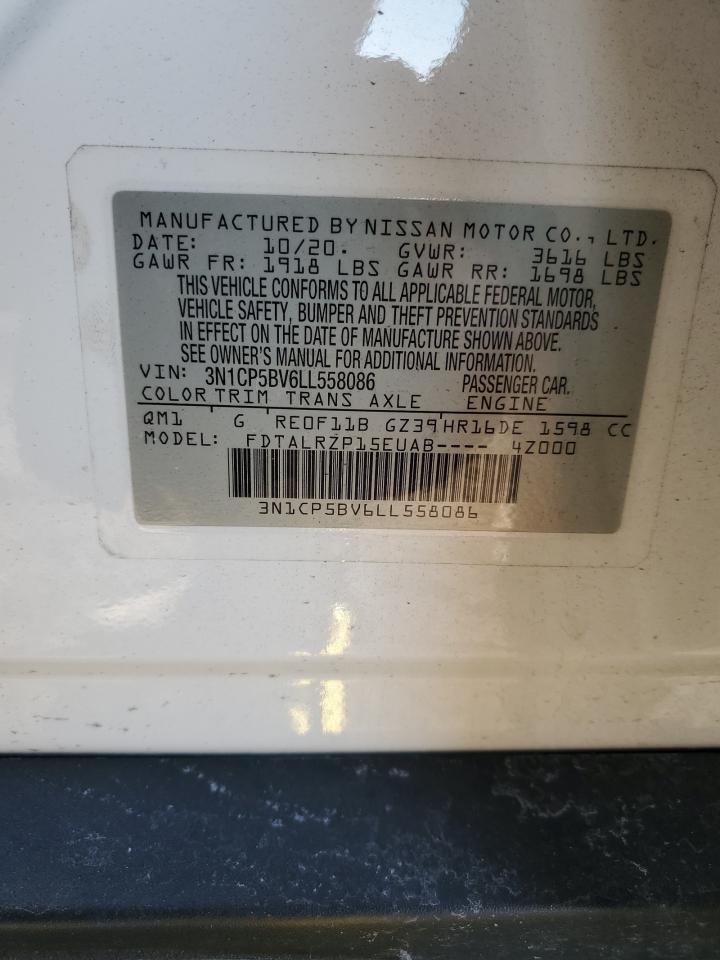 MANUFACTURED BY NISSAN MOTOR CO., LTD.
DATE: 10/20. GVWR: 3616 LBS
GAWR FR: 1918 LBS GAWR RR: 1698 LBS
THIS VEHICLE CONFORMS TO ALL APPLICABLE FEDERAL MOTOR,
VEHICLE SAFETY, BUMPER AND THEFT PREVENTION STANDARDS
IN EFFECT ON THE DATE OF MANUFACTURE SHOWN ABOVE.
SEE OWNER'S MANUAL FOR ADDITIONAL INFORMATION.
VIN: 3N1CP5BV6LL558086 PASSENGER CAR.
COLOR TRIM TRANS AXLE ENGINE
QM1 G RE0F11B GZ39 HR16DE 1598 CC
MODEL: FDTALRZP15EUAB---- 4Z000
3N1CP5BV6LL558086